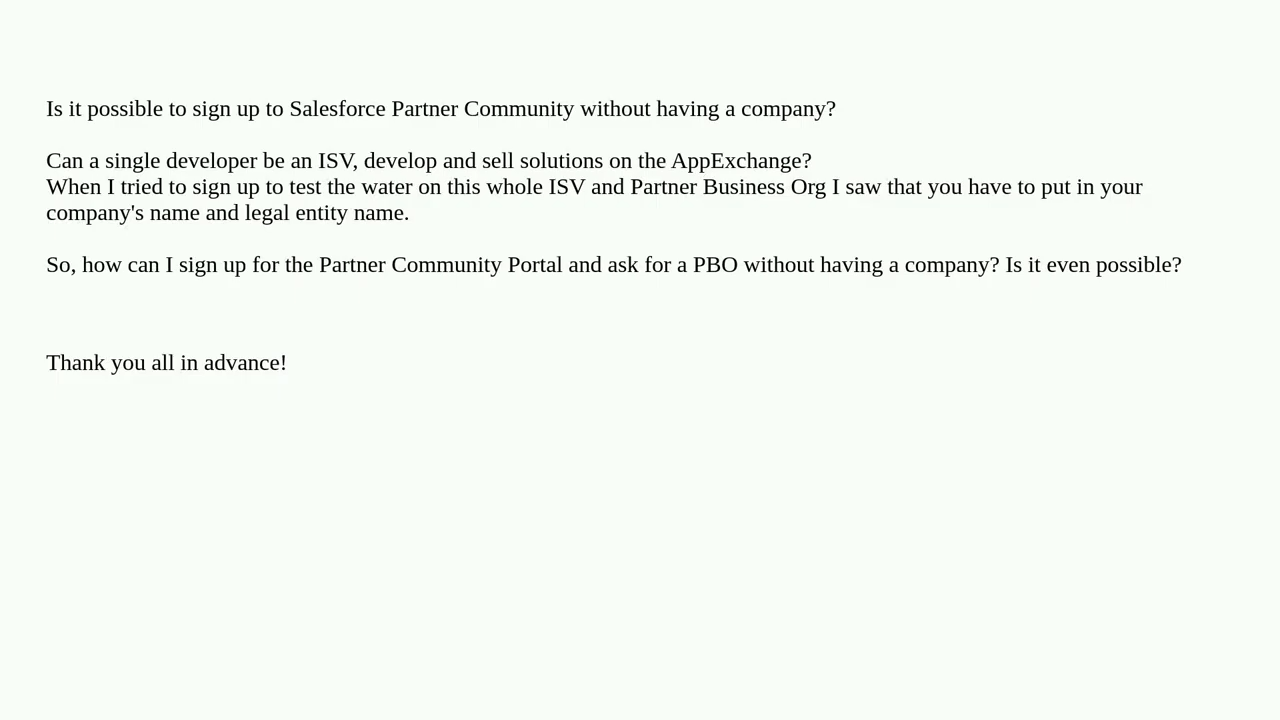 Is it possible to sign up to Salesforce Partner Community without having a company?
Can a single developer be an ISV, develop and sell solutions on the AppExchange?
When I tried to sign up to test the water on this whole ISV and Partner Business Org I saw that you have to put in your
company's name and legal entity name.
So, how can I sign up for the Partner Community Portal and ask for a PBO without having a company? Is it even possible?
Thank you all in advance!